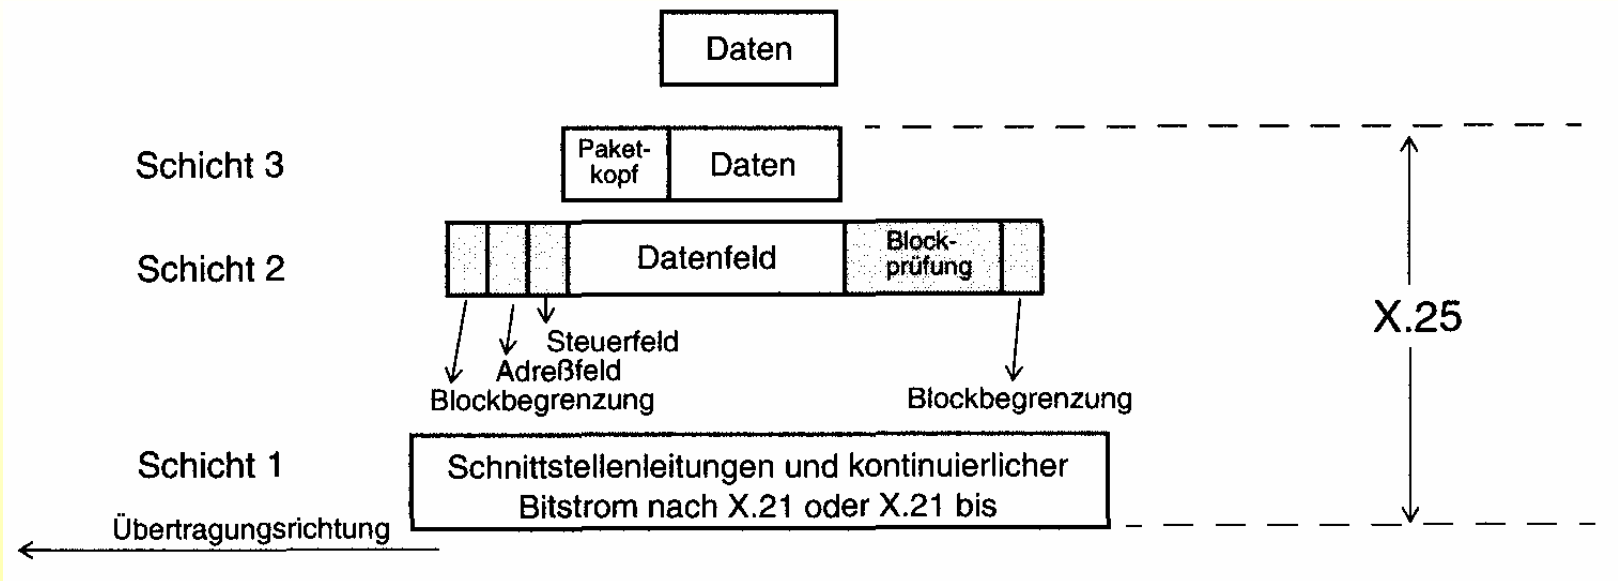 Daten
Schicht 3
Paket-
kopf
Daten
Schicht 2
Datenfeld
Block-
prüfung
X.25
Steuerfeld
Adreßfeld
Blockbegrenzung
Blockbegrenzung
Schicht 1
Schnittstellenleitungen und kontinuierlicher
Bitstrom nach X.21 oder X.21 bis
Übertragungsrichtung